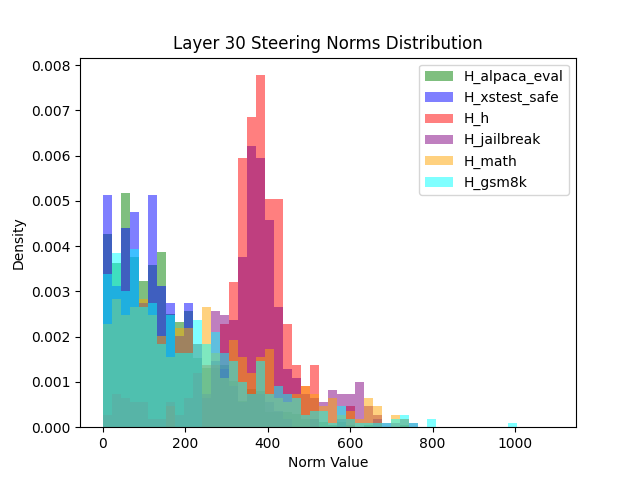 Layer 30 Steering Norms Distribution
0.008
0.007
0.006
0.005
0.004
0.003
0.002
0.001
0.000
Density
H_alpaca_eval
H_xstest_safe
H_h
H_jailbreak
H_math
H_gsm8k
0 200 400 600 800 1000
Norm Value